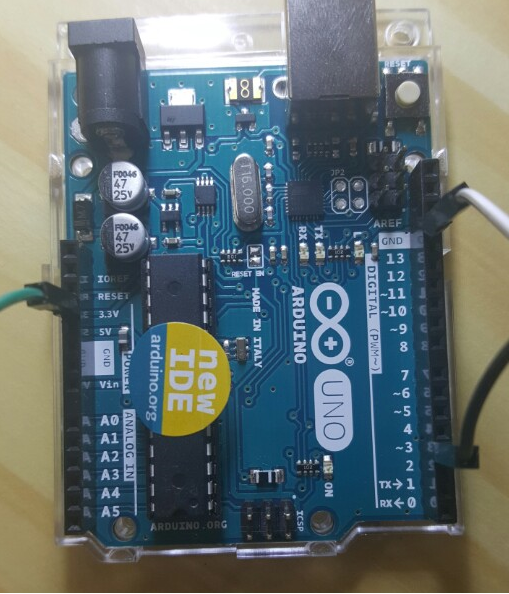 RESET
F0046
47
25V
F0046
47
25V
T16.000
JP2
AREF
GND
RX
TX
L
RESET EN
13
12
~11
~10
~9
8
7
~6
~5
4
~3
2
TX→1
RX←0
DIGITAL (PWM~)
IOREF
RESET
3.3V
5V
GND
Vin
POWER
ANALOG IN
A0
A1
A2
A3
A4
A5
MADE IN ITALY
ARDUINO
UNO
new
IDE
arduino.org
ON
ICSP
ARDUINO.ORG